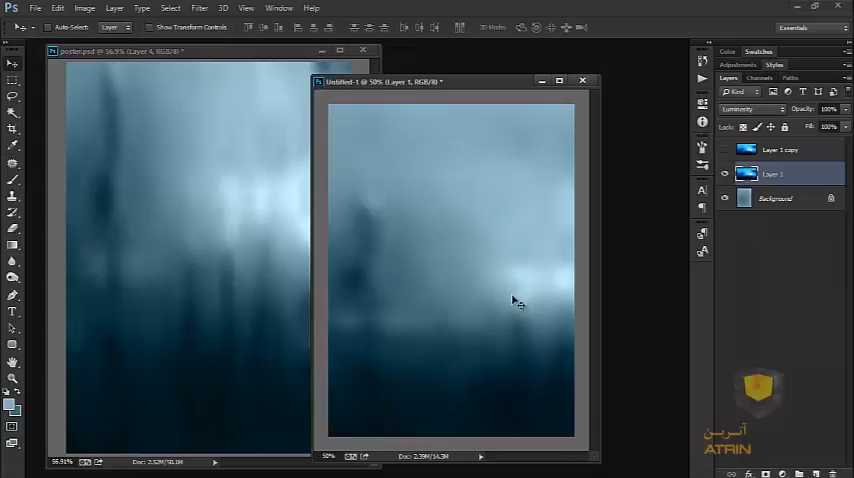 Ps File Edit Image Layer Type Select Filter 3D View Window Help
Auto-Select: Layer Show Transform Controls 3D Mode: Essentials
poster.psd @ 56.9% (Layer 4, RGB/8) *
Untitled-1 @ 50% (Layer 1, RGB/8) *
Color Swatches
Adjustments Styles
Layers Channels Paths
Kind
Luminosity Opacity: 100%
Lock: Fill: 100%
Layer 1 copy
Layer 1
Background
آترین
ATRIN
50% Doc: 2.39M/14.3M
56.91% Doc: 2.52M/50.1M